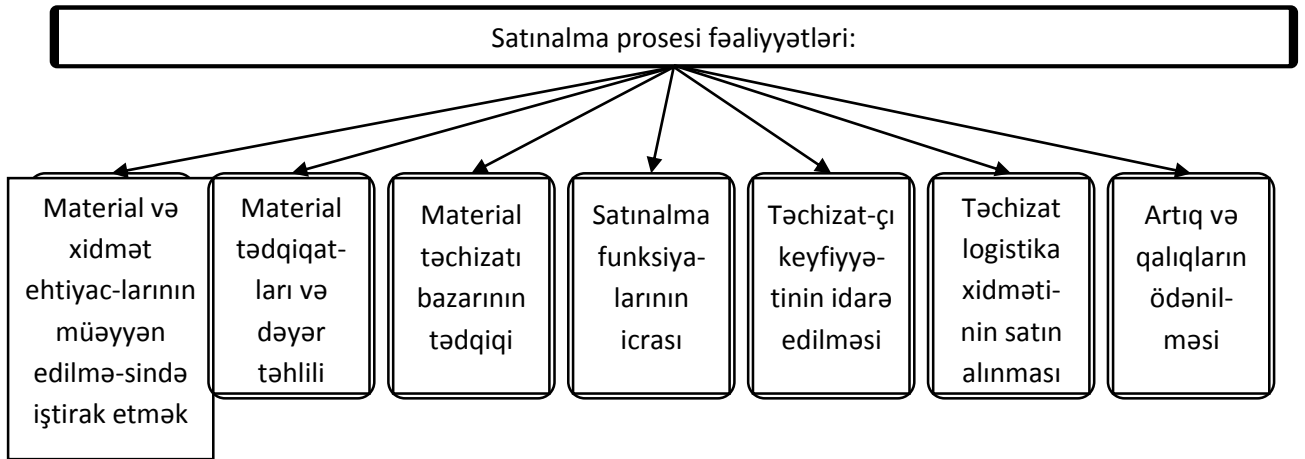 Satınalma prosesi fəaliyyətləri:
Material və
xidmət
ehtiyac-larının
müəyyən
edilmə-sində
iştirak etmək
Material
tədqiqat-
ları və
dəyər
təhlili
Material
təchizatı
bazarının
tədqiqi
Satınalma
funksiya-
larının
icrası
Təchizat-çı
keyfiyyə-
tinin idarə
edilməsi
Təchizat
logistika
xidməti-
nin satın
alınması
Artıq və
qalıqların
ödənil-
məsi